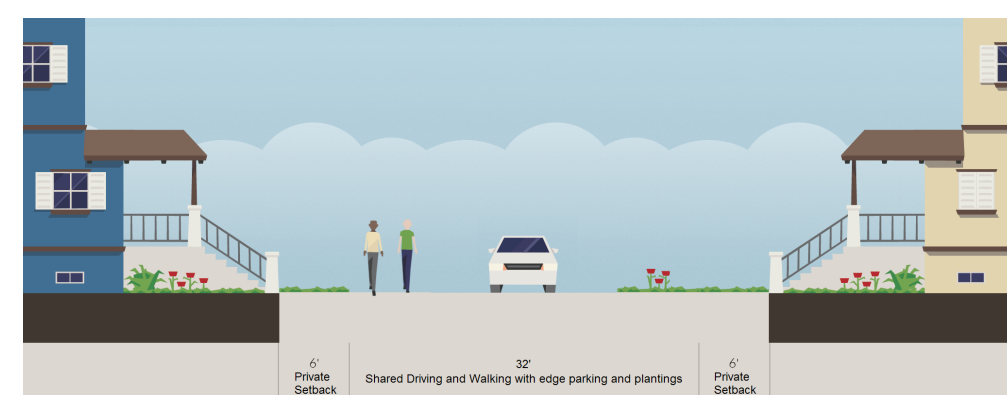 6'
Private
Setback
32'
Shared Driving and Walking with edge parking and plantings
6'
Private
Setback